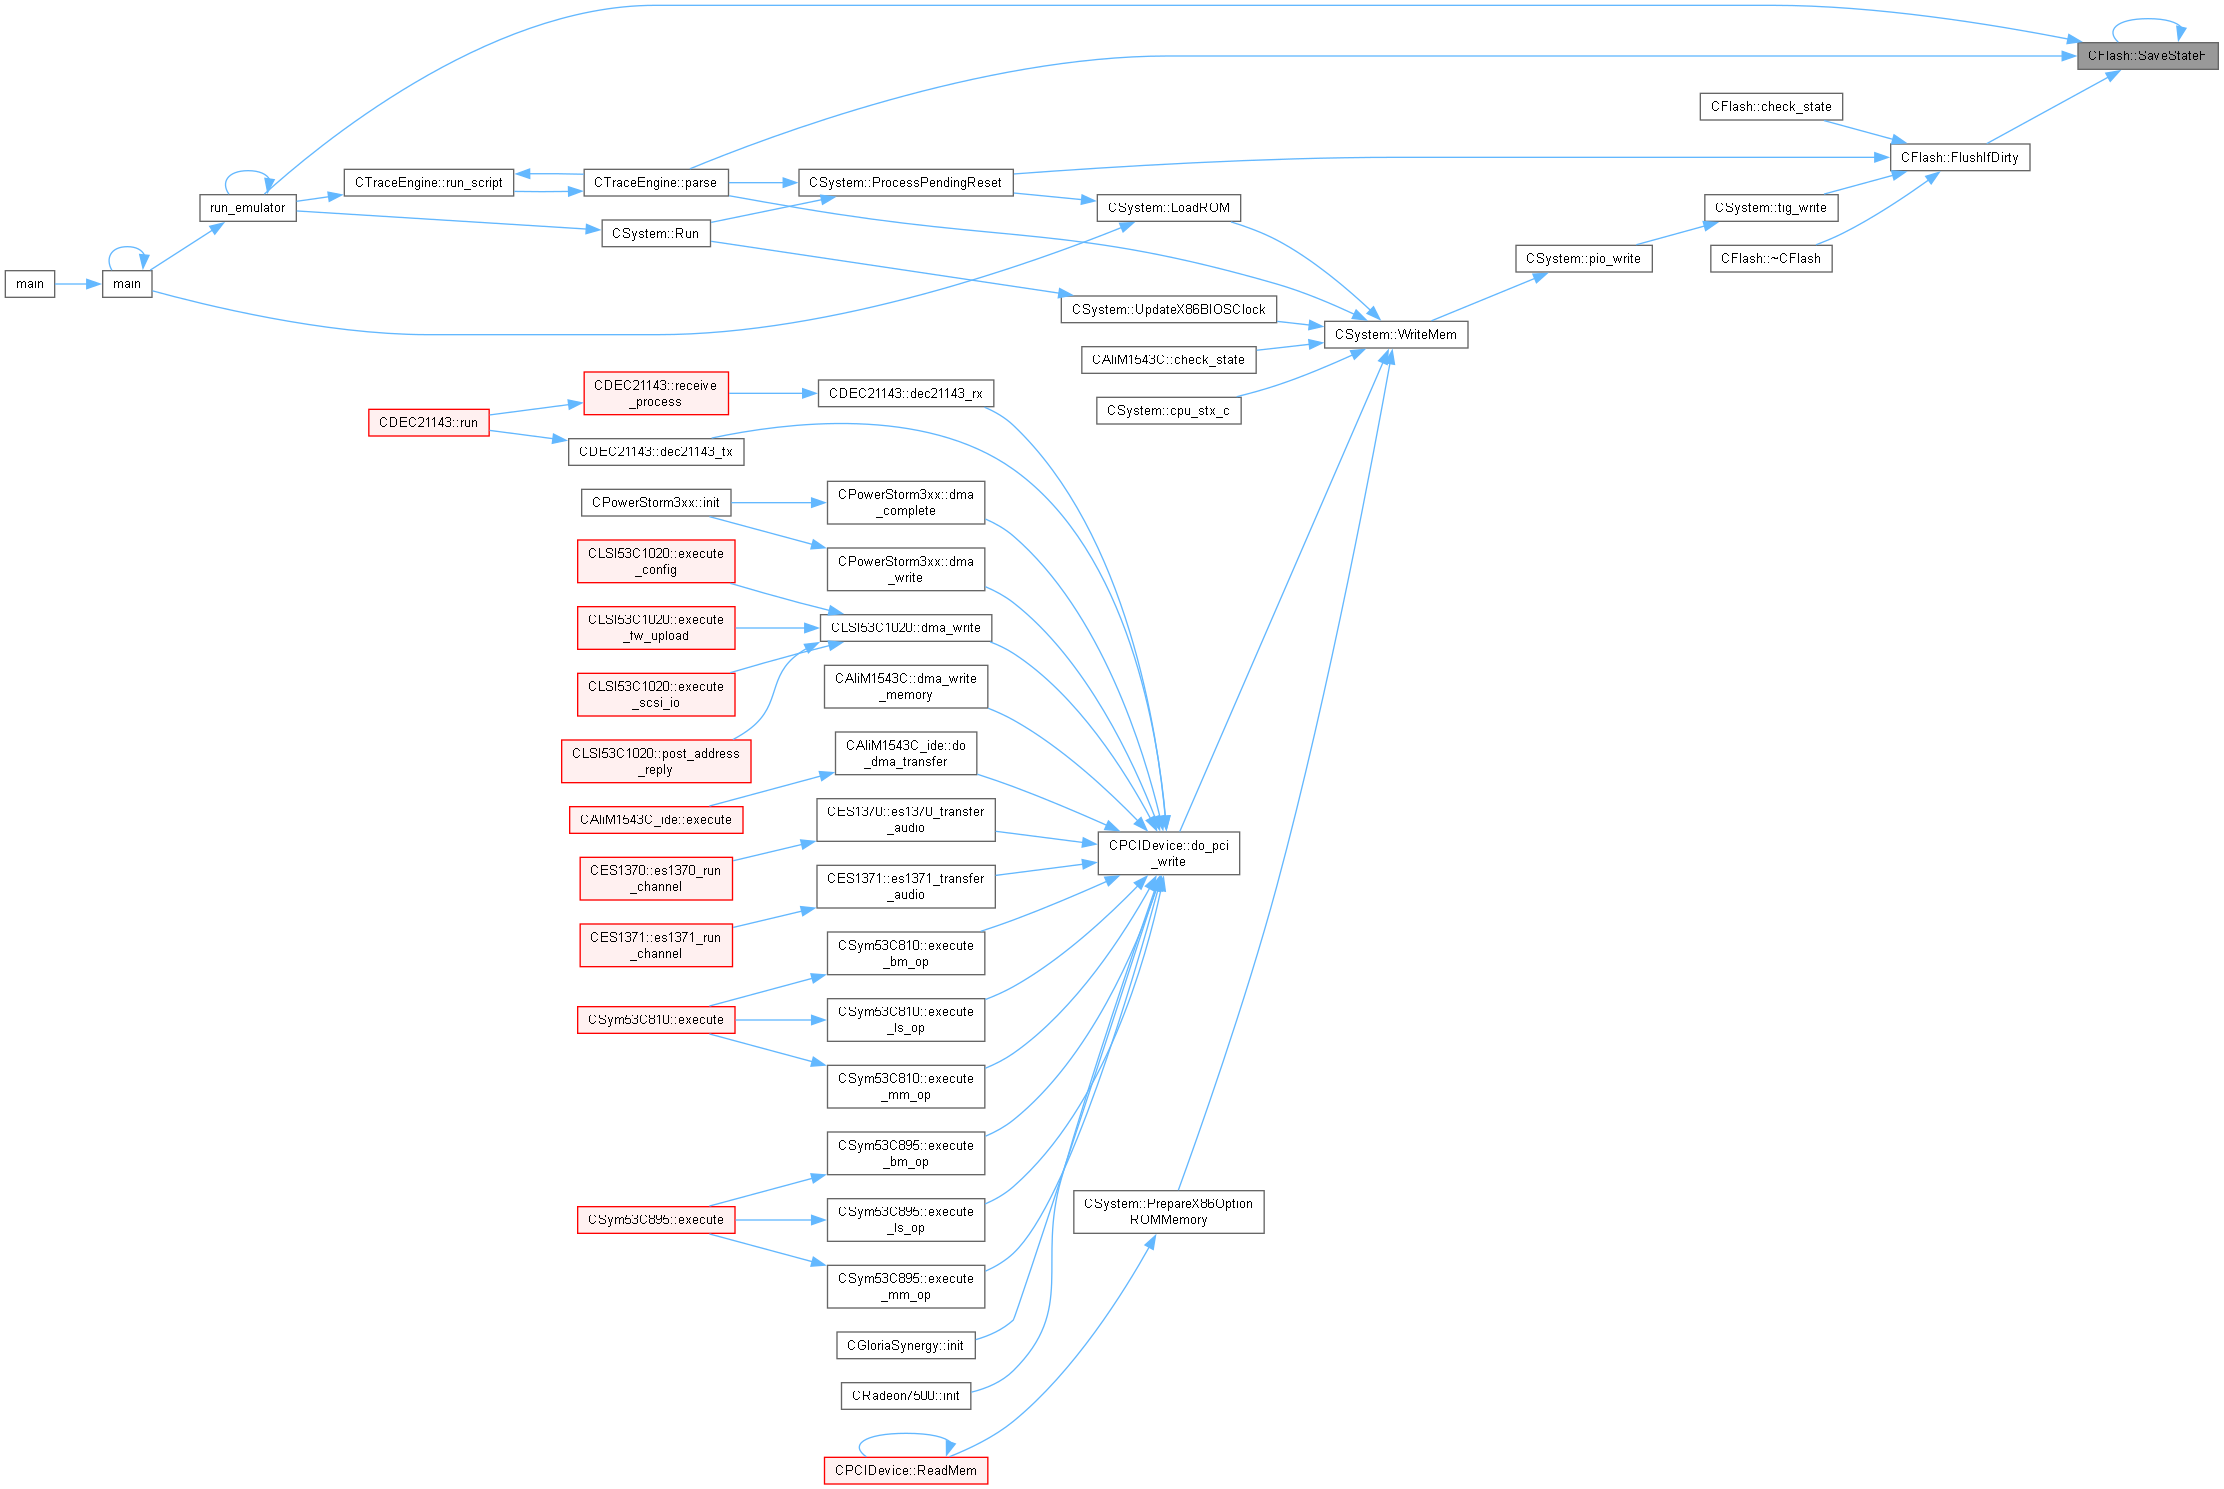 CFlash::SaveStateF
CFlash::check_state
CFlash::FlushIfDirty
CTraceEngine::run_script
CTraceEngine::parse
CSystem::ProcessPendingReset
run_emulator
CSystem::LoadROM
CSystem::tig_write
CSystem::Run
CSystem::pio_write
CFlash::~CFlash
main
main
CSystem::UpdateX86BIOSClock
CSystem::WriteMem
CAliM1543C::check_state
CDEC21143::receive
_process
CDEC21143::dec21143_rx
CSystem::cpu_stx_c
CDEC21143::run
CDEC21143::dec21143_tx
CPowerStorm3xx::init
CPowerStorm3xx::dma
_complete
CLSI53C1020::execute
_config
CPowerStorm3xx::dma
_write
CLSI53C1020::execute
_fw_upload
CLSI53C1020::dma_write
CLSI53C1020::execute
_scsi_io
CAliM1543C::dma_write
_memory
CLSI53C1020::post_address
_reply
CAliM1543C_ide::do
_dma_transfer
CAliM1543C_ide::execute
CES1370::es1370_transfer
_audio
CPCIDevice::do_pci
_write
CES1370::es1370_run
_channel
CES1371::es1371_transfer
_audio
CES1371::es1371_run
_channel
CSym53C810::execute
_bm_op
CSym53C810::execute
CSym53C810::execute
_ls_op
CSym53C810::execute
_mm_op
CSym53C895::execute
_bm_op
CSym53C895::execute
CSym53C895::execute
_ls_op
CSystem::PrepareX86Option
ROMMemory
CSym53C895::execute
_mm_op
CGloriaSynergy::init
CRadeon7500::init
CPCIDevice::ReadMem